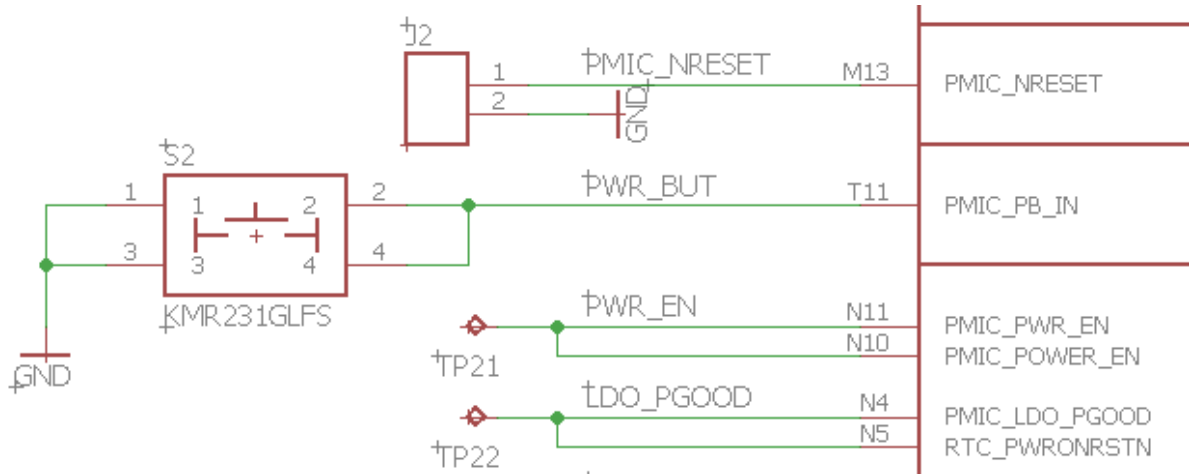 J2
1 PMIC_NRESET M13 PMIC_NRESET
2 GND
S2
1 1 2 2 PWR_BUT T11 PMIC_PB_IN
3 3 4 4
KMR231GLFS
GND
PWR_EN N11 PMIC_PWR_EN
TP21 N10 PMIC_POWER_EN
LDO_PGOOD N4 PMIC_LDO_PGOOD
TP22 N5 RTC_PWRONRSTN